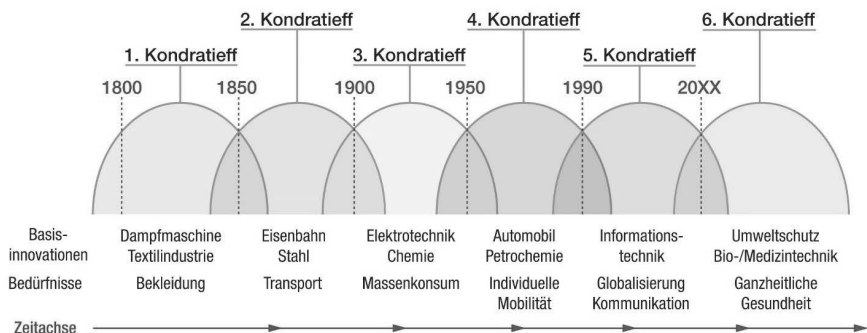 2. Kondratieff
4. Kondratieff
6. Kondratieff
1. Kondratieff
3. Kondratieff
5. Kondratieff
1800
1850
1900
1950
1990
20XX
Basis-
innovationen
Dampfmaschine
Textilindustrie
Eisenbahn
Stahl
Elektrotechnik
Chemie
Automobil
Petrochemie
Informations-
technik
Umweltschutz
Bio-/Medizintechnik
Bedürfnisse
Bekleidung
Transport
Massenkonsum
Individuelle
Mobilität
Globalisierung
Kommunikation
Ganzheitliche
Gesundheit
Zeitachse